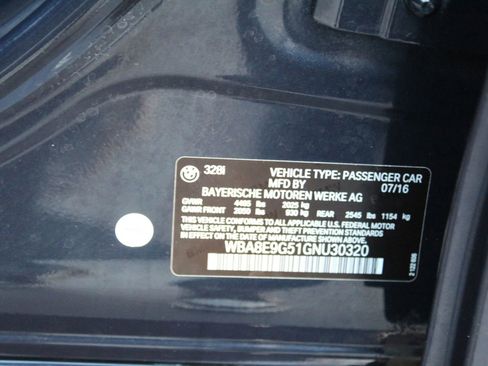 328i
VEHICLE TYPE: PASSENGER CAR
MFD BY 07/16
BAYERISCHE MOTOREN WERKE AG
GVWR 4465 lbs 2025 kg
GAWR FRONT 2050 lbs 930 kg REAR 2545 lbs 1154 kg
THIS VEHICLE CONFORMS TO ALL APPLICABLE U.S. FEDERAL MOTOR
VEHICLE SAFETY, BUMPER AND THEFT PREVENTION STANDARDS IN
EFFECT ON THE DATE OF MANUFACTURE SHOWN ABOVE.
WBA8E9G51GNU30320